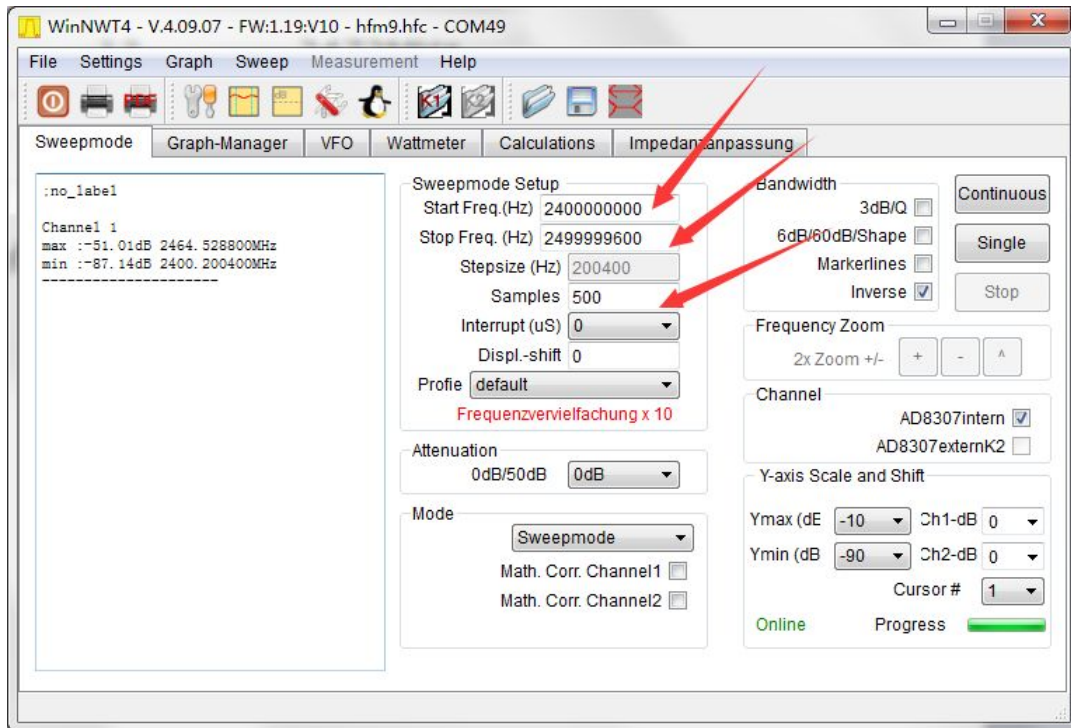 WinNWT4 - V.4.09.07 - FW:1.19:V10 - hfm9.hfc - COM49
File Settings Graph Sweep Measurement Help
Sweepmode Graph-Manager VFO Wattmeter Calculations Impedanzanpassung
;no_label
Channel 1
max :-51.01dB 2464.528800MHz
min :-87.14dB 2400.200400MHz
---------------------
Sweepmode Setup
Start Freq.(Hz) 2400000000
Stop Freq. (Hz) 2499999600
Stepsize (Hz) 200400
Samples 500
Interrupt (uS) 0
Displ.-shift 0
Profie default
Frequenzvervielfachung x 10
Attenuation
0dB/50dB 0dB
Mode
Sweepmode
Math. Corr. Channel1
Math. Corr. Channel2
Bandwidth
3dB/Q
6dB/60dB/Shape
Markerlines
Inverse
Continuous
Single
Stop
Frequency Zoom
2x Zoom +/- + - ^
Channel
AD8307intern
AD8307externK2
Y-axis Scale and Shift
Ymax (dE -10 Ch1-dB 0
Ymin (dB -90 Ch2-dB 0
Cursor # 1
Online Progress